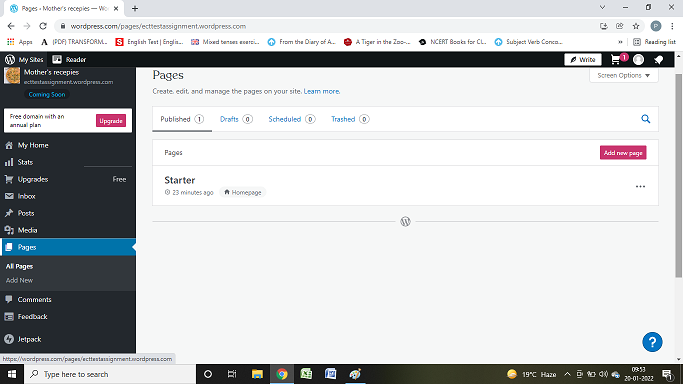 Pages ‹ Mother's recepies — Wo
wordpress.com/pages/ecttestassignment.wordpress.com
P
Apps
(PDF) TRANSFORM...
English Test | Englis...
Mixed tenses exerci...
From the Diary of A...
A Tiger in the Zoo-...
NCERT Books for Cl...
Subject Verb Conco...
»
Reading list
My Sites
Reader
Write
1
Mother's recepies
ecttestassignment.wordpress.com
Coming Soon
Free domain with an
annual plan
Upgrade
My Home
Stats
Upgrades
Free
Inbox
Posts
Media
Pages
All Pages
Add New
Comments
Feedback
Jetpack
Pages
Screen Options
Create, edit, and manage the pages on your site. Learn more.
Published 1
Drafts 0
Scheduled 0
Trashed 0
Pages
Add new page
Starter
23 minutes ago
Homepage
?
https://wordpress.com/pages/ecttestassignment.wordpress.com
Type here to search
19°C Haze
09:53
20-01-2022